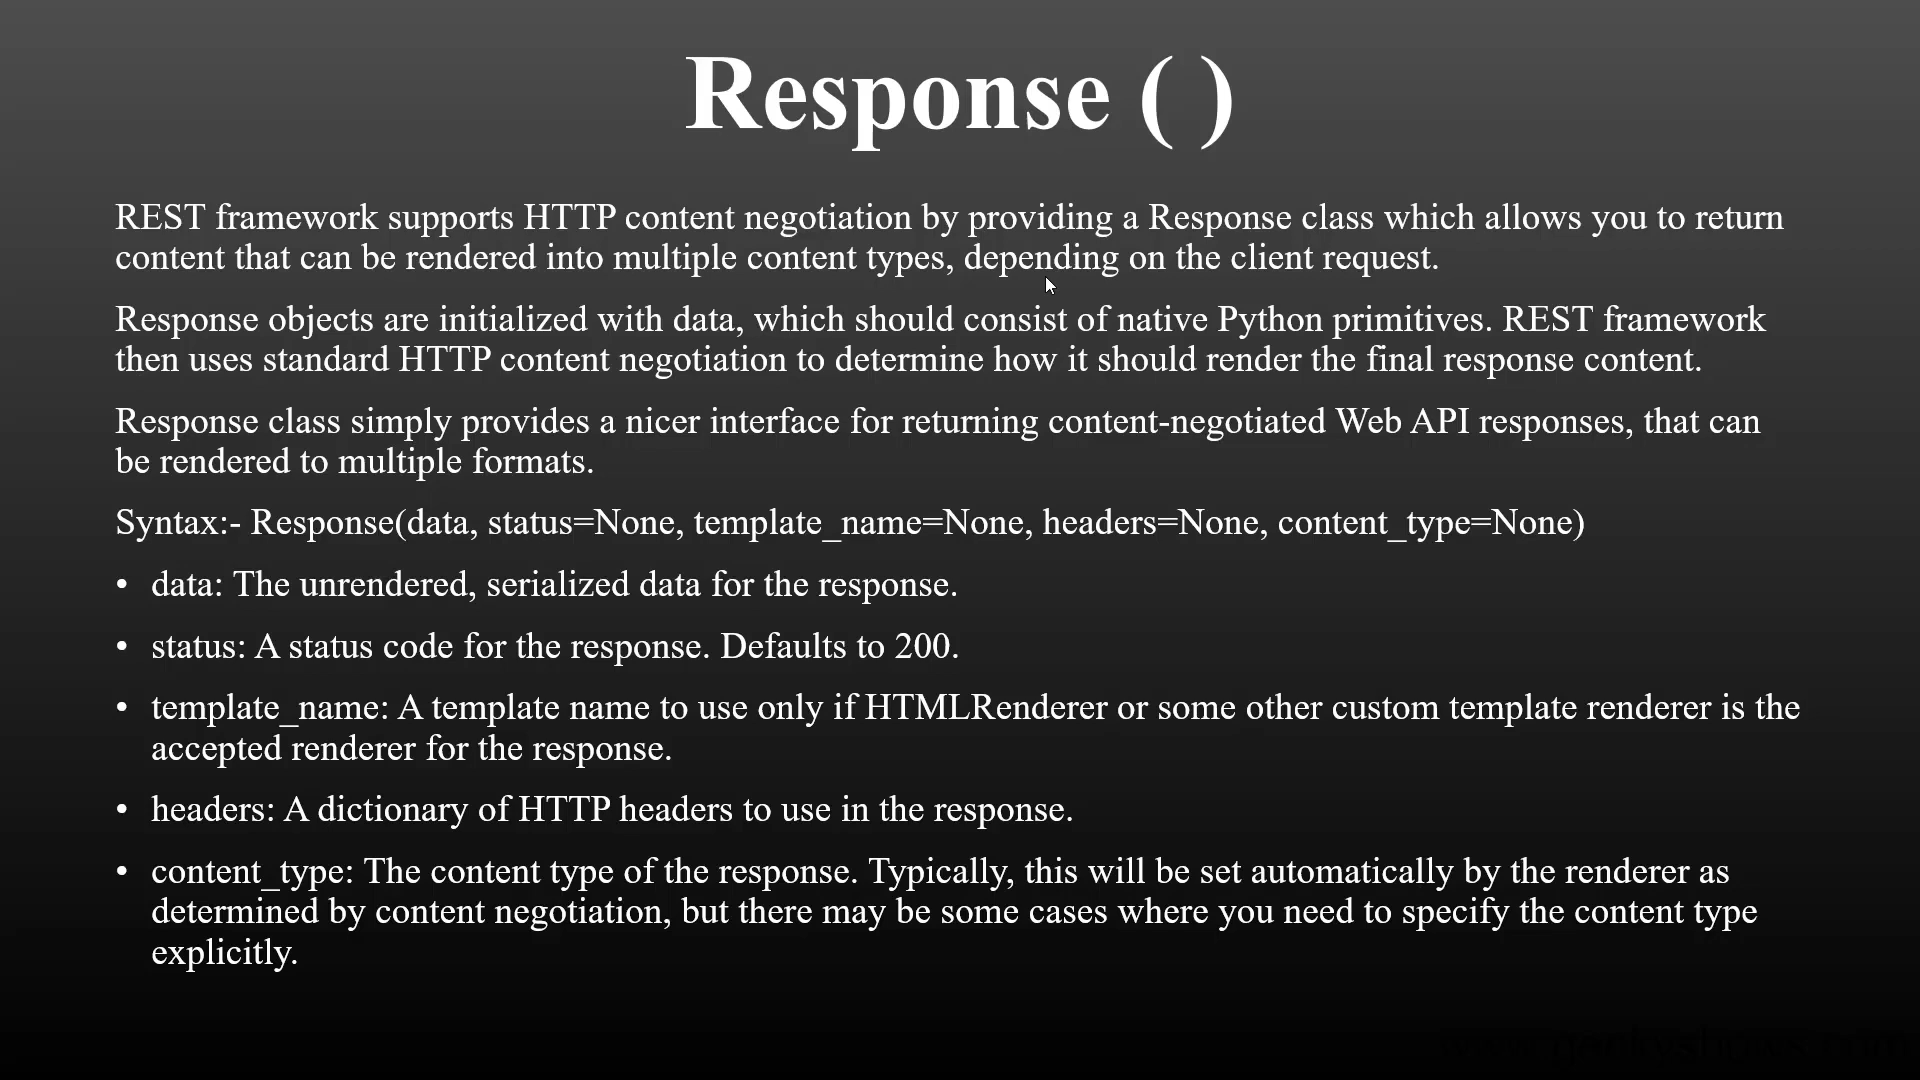 Response ( )
REST framework supports HTTP content negotiation by providing a Response class which allows you to return
content that can be rendered into multiple content types, depending on the client request.
Response objects are initialized with data, which should consist of native Python primitives. REST framework
then uses standard HTTP content negotiation to determine how it should render the final response content.
Response class simply provides a nicer interface for returning content-negotiated Web API responses, that can
be rendered to multiple formats.
Syntax:- Response(data, status=None, template_name=None, headers=None, content_type=None)
• data: The unrendered, serialized data for the response.
• status: A status code for the response. Defaults to 200.
• template_name: A template name to use only if HTMLRenderer or some other custom template renderer is the
accepted renderer for the response.
• headers: A dictionary of HTTP headers to use in the response.
• content_type: The content type of the response. Typically, this will be set automatically by the renderer as
determined by content negotiation, but there may be some cases where you need to specify the content type
explicitly.